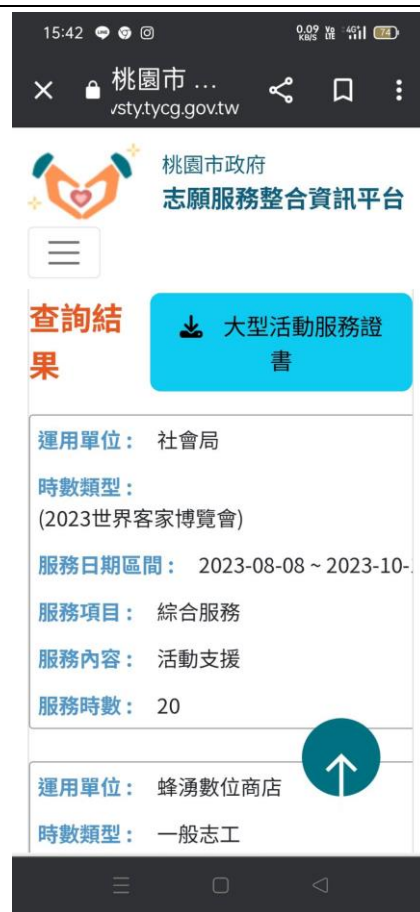 15:42
0.09 KB/S
VoLTE 4G+ 74
桃園市 ...
vsty.tycg.gov.tw
桃園市政府
志願服務整合資訊平台
查詢結果
大型活動服務證書
運用單位： 社會局
時數類型：
(2023世界客家博覽會)
服務日期區間： 2023-08-08 ~ 2023-10-
服務項目： 綜合服務
服務內容： 活動支援
服務時數： 20
運用單位： 蜂湧數位商店
時數類型： 一般志工